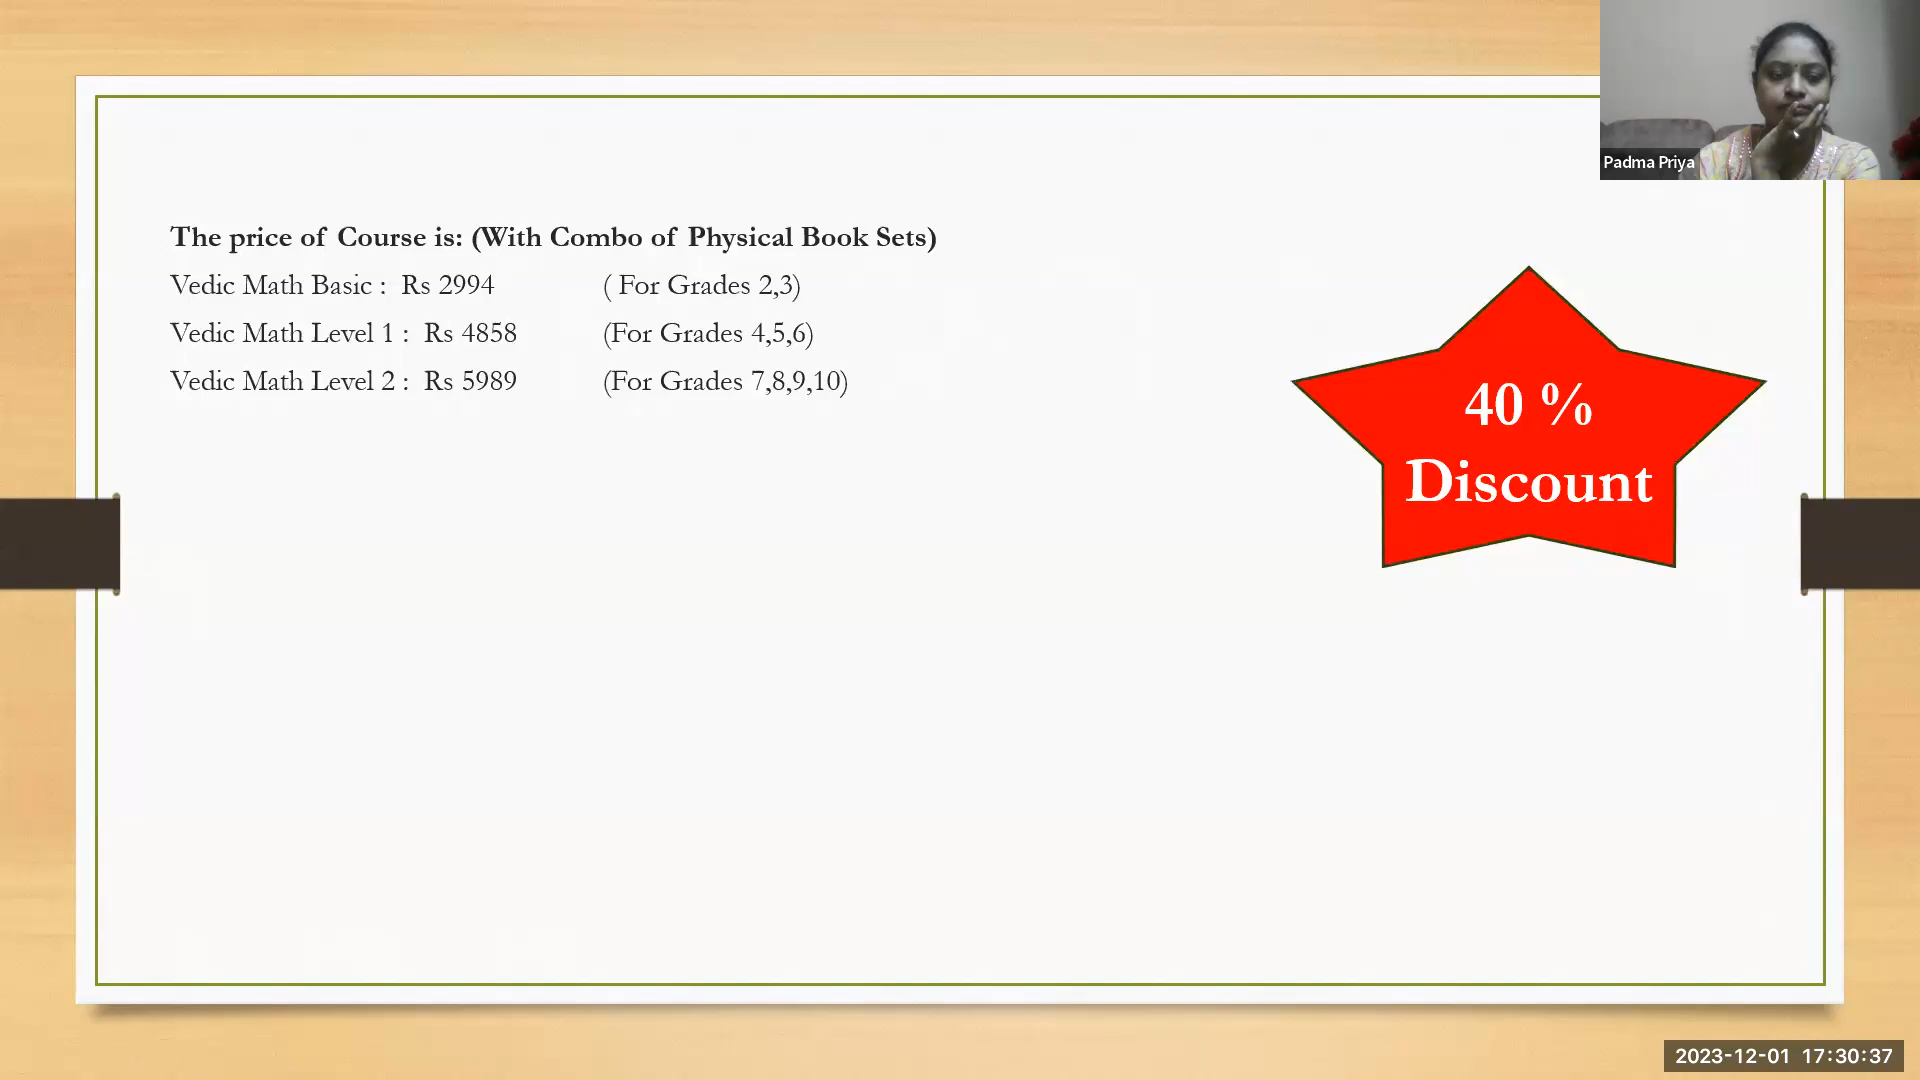 Padma Priya
The price of Course is: (With Combo of Physical Book Sets)
Vedic Math Basic : Rs 2994 ( For Grades 2,3)
Vedic Math Level 1 : Rs 4858 (For Grades 4,5,6)
Vedic Math Level 2 : Rs 5989 (For Grades 7,8,9,10)
40 %
Discount
2023-12-01 17:30:37